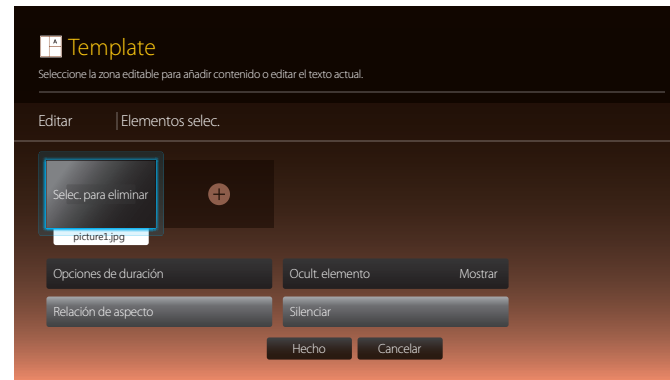 Template
Seleccione la zona editable para añadir contenido o editar el texto actual.
Editar Elementos selec.
Selec. para eliminar
picture1.jpg
Opciones de duración Ocult. elemento Mostrar
Relación de aspecto Silenciar
Hecho Cancelar